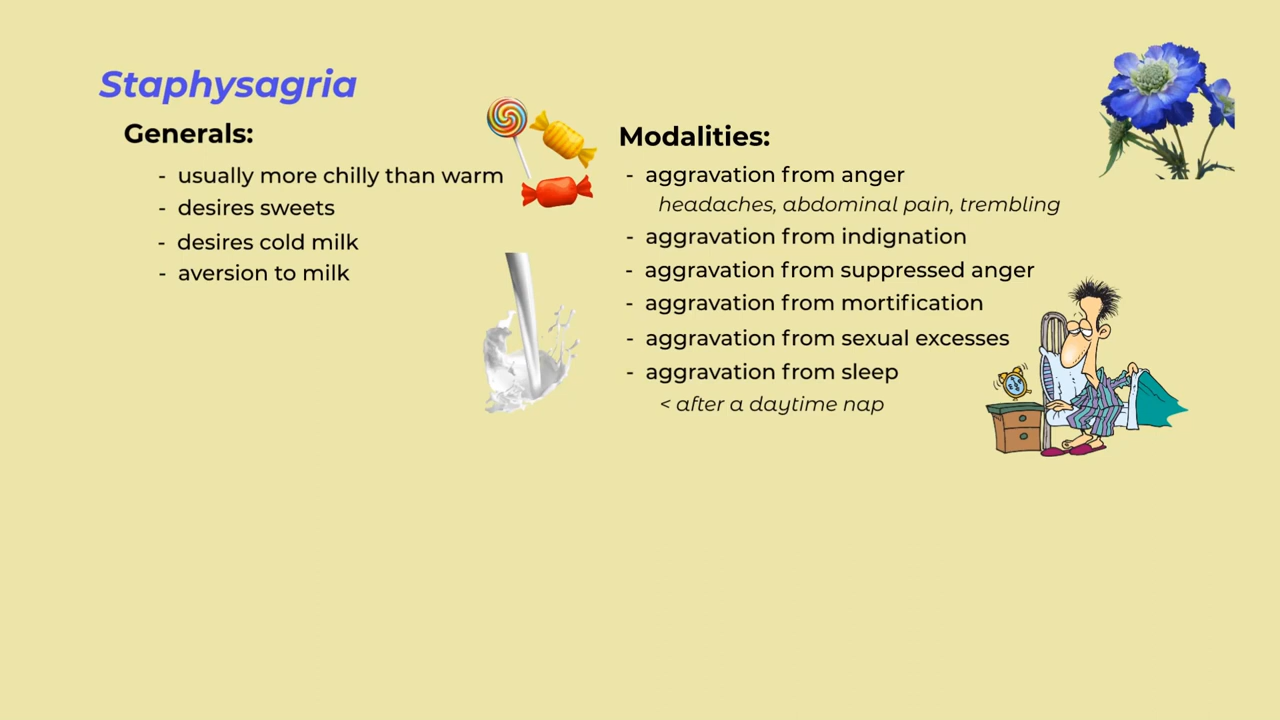 Staphysagria
Generals:
- usually more chilly than warm
- desires sweets
- desires cold milk
- aversion to milk
Modalities:
- aggravation from anger
headaches, abdominal pain, trembling
- aggravation from indignation
- aggravation from suppressed anger
- aggravation from mortification
- aggravation from sexual excesses
- aggravation from sleep
< after a daytime nap